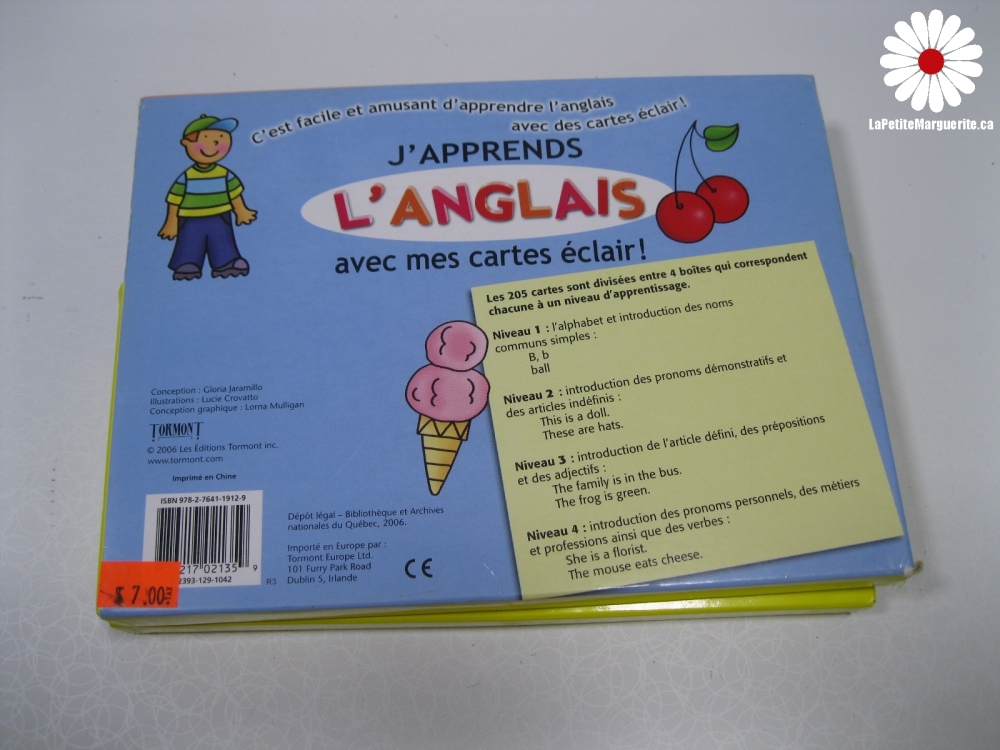 LaPetiteMarguerite.ca
C'est facile et amusant d'apprendre l'anglais
avec des cartes éclair!
J'APPRENDS
L'ANGLAIS
avec mes cartes éclair!
Les 205 cartes sont divisées entre 4 boîtes qui correspondent
chacune à un niveau d'apprentissage.
Niveau 1 : l'alphabet et introduction des noms
communs simples :
B, b
ball
Niveau 2 : introduction des pronoms démonstratifs et
des articles indéfinis :
This is a doll.
These are hats.
Niveau 3 : introduction de l'article défini, des prépositions
et des adjectifs :
The family is in the bus.
The frog is green.
Niveau 4 : introduction des pronoms personnels, des métiers
et professions ainsi que des verbes :
She is a florist.
The mouse eats cheese.
Conception : Gloria Jaramillo
Illustrations : Lucie Crovatto
Conception graphique : Lorna Mulligan
TORMONT
© 2006 Les Éditions Tormont inc.
www.tormont.com
Imprimé en Chine
ISBN 978-2-7641-1912-9
217 02135 9
2393-129-1042
R3
$ 7.00
Dépôt légal – Bibliothèque et Archives
nationales du Québec, 2006.
Importé en Europe par :
Tormont Europe Ltd.
101 Furry Park Road
Dublin 5, Irlande
CE